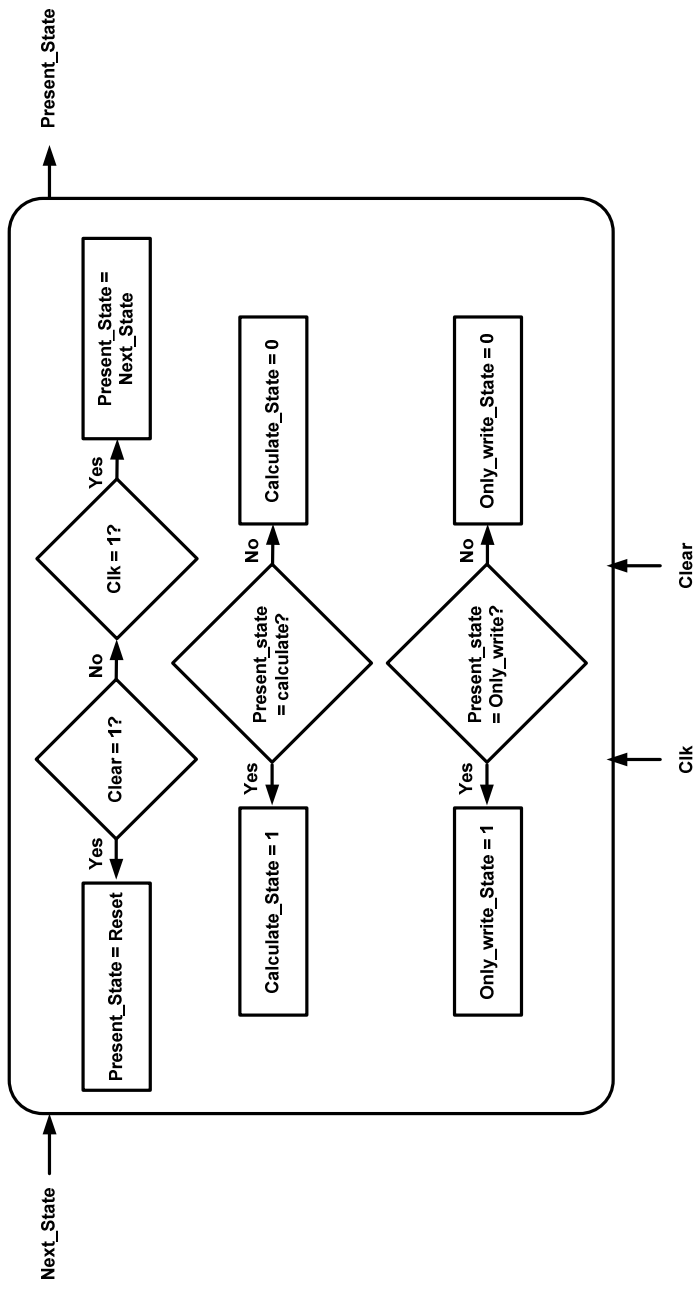 Next_State
Present_State
Present_State = Reset
Yes
Clear = 1?
No
Clk = 1?
Yes
Present_State =
Next_State
Calculate_State = 1
Yes
Present_state
= calculate?
No
Calculate_State = 0
Only_write_State = 1
Yes
Present_state
= Only_write?
No
Only_write_State = 0
Clk
Clear